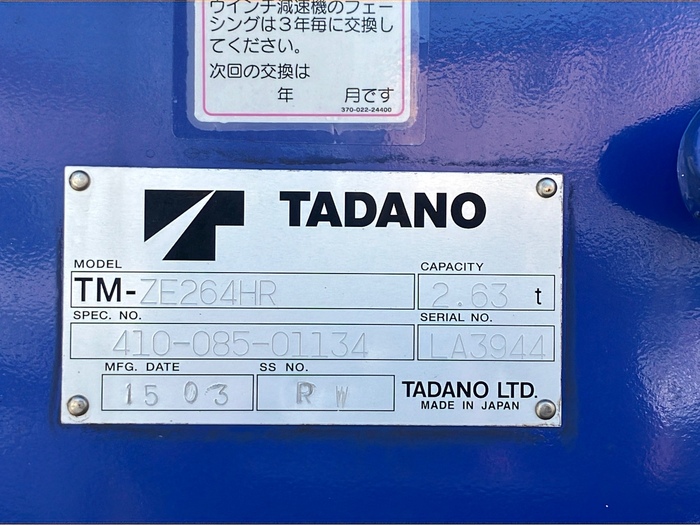 ウインチ減速機のフェー
シングは3年毎に交換し
てください。
次回の交換は
年 月です
370-022-24400
TADANO
MODEL CAPACITY
TM-ZE264HR 2.63 t
SPEC. NO. SERIAL NO.
410-085-01134 LA3944
MFG. DATE SS NO.
1503 RW TADANO LTD.
MADE IN JAPAN